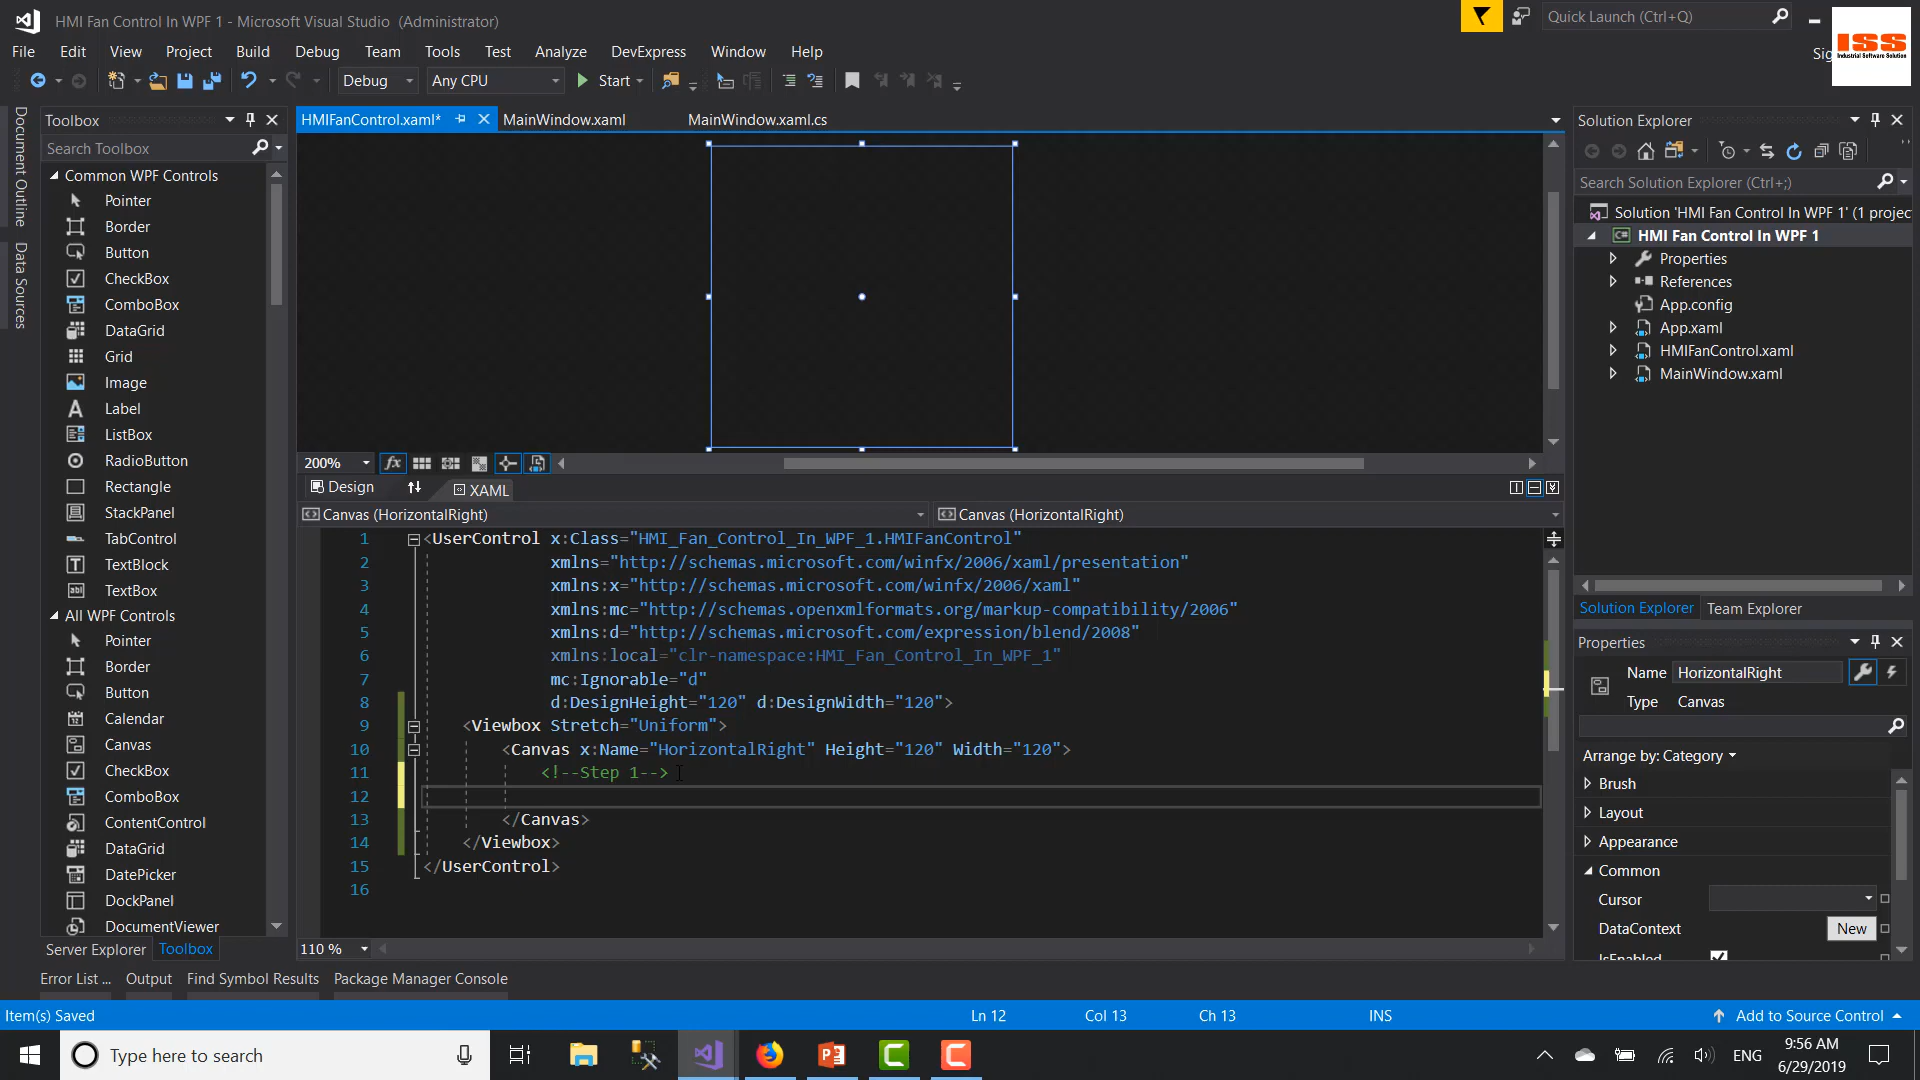 HMI Fan Control In WPF 1 - Microsoft Visual Studio (Administrator)
Quick Launch (Ctrl+Q)
ISS
Industrial Software Solution
File Edit View Project Build Debug Team Tools Test Analyze DevExpress Window Help
Sig
Debug Any CPU Start
Document Outline
Data Sources
Toolbox
Search Toolbox
Common WPF Controls
Pointer
Border
Button
CheckBox
ComboBox
DataGrid
Grid
Image
Label
ListBox
RadioButton
Rectangle
StackPanel
TabControl
TextBlock
TextBox
All WPF Controls
Pointer
Border
Button
Calendar
Canvas
CheckBox
ComboBox
ContentControl
DataGrid
DatePicker
DockPanel
DocumentViewer
Server Explorer Toolbox
HMIFanControl.xaml* MainWindow.xaml MainWindow.xaml.cs
200%
Design XAML
Canvas (HorizontalRight) Canvas (HorizontalRight)
1 <UserControl x:Class="HMI_Fan_Control_In_WPF_1.HMIFanControl"
2 xmlns="http://schemas.microsoft.com/winfx/2006/xaml/presentation"
3 xmlns:x="http://schemas.microsoft.com/winfx/2006/xaml"
4 xmlns:mc="http://schemas.openxmlformats.org/markup-compatibility/2006"
5 xmlns:d="http://schemas.microsoft.com/expression/blend/2008"
6 xmlns:local="clr-namespace:HMI_Fan_Control_In_WPF_1"
7 mc:Ignorable="d"
8 d:DesignHeight="120" d:DesignWidth="120">
9 <Viewbox Stretch="Uniform">
10 <Canvas x:Name="HorizontalRight" Height="120" Width="120">
11 <!--Step 1-->
12
13 </Canvas>
14 </Viewbox>
15 </UserControl>
16
110 %
Solution Explorer
Search Solution Explorer (Ctrl+;)
Solution 'HMI Fan Control In WPF 1' (1 projec
HMI Fan Control In WPF 1
Properties
References
App.config
App.xaml
HMIFanControl.xaml
MainWindow.xaml
Solution Explorer Team Explorer
Properties
Name HorizontalRight
Type Canvas
Arrange by: Category
Brush
Layout
Appearance
Common
Cursor
DataContext New
IsEnabled
Error List ... Output Find Symbol Results Package Manager Console
Item(s) Saved Ln 12 Col 13 Ch 13 INS Add to Source Control
Type here to search
ENG
9:56 AM
6/29/2019